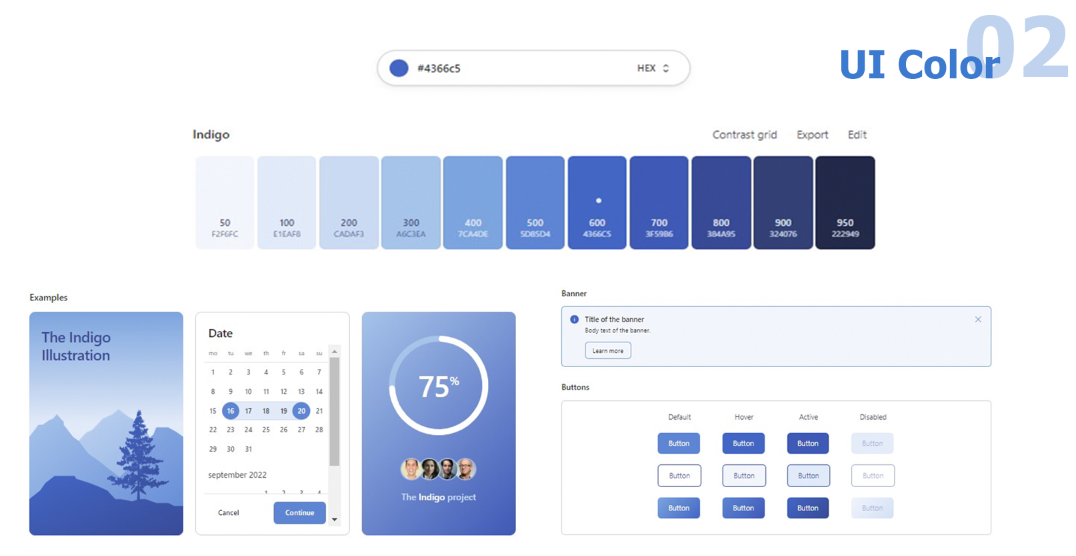 02
UI Color
#4366c5 HEX
Indigo Contrast grid Export Edit
50 100 200 300 400 500 600 700 800 900 950
F2F6FC E1EAF8 CADAF3 A6C3EA 7CA4DE 5D85D4 4366C5 3F59B6 384A95 324076 222949
Examples
The Indigo
Illustration
Date
mo tu we th fr sa su
1 2 3 4 5 6 7
8 9 10 11 12 13 14
15 16 17 18 19 20 21
22 23 24 25 26 27 28
29 30 31
september 2022
1 2 3 4
Cancel Continue
75%
The Indigo project
Banner
Title of the banner
Body text of the banner.
Learn more
Buttons
Default Hover Active Disabled
Button Button Button Button
Button Button Button Button
Button Button Button Button